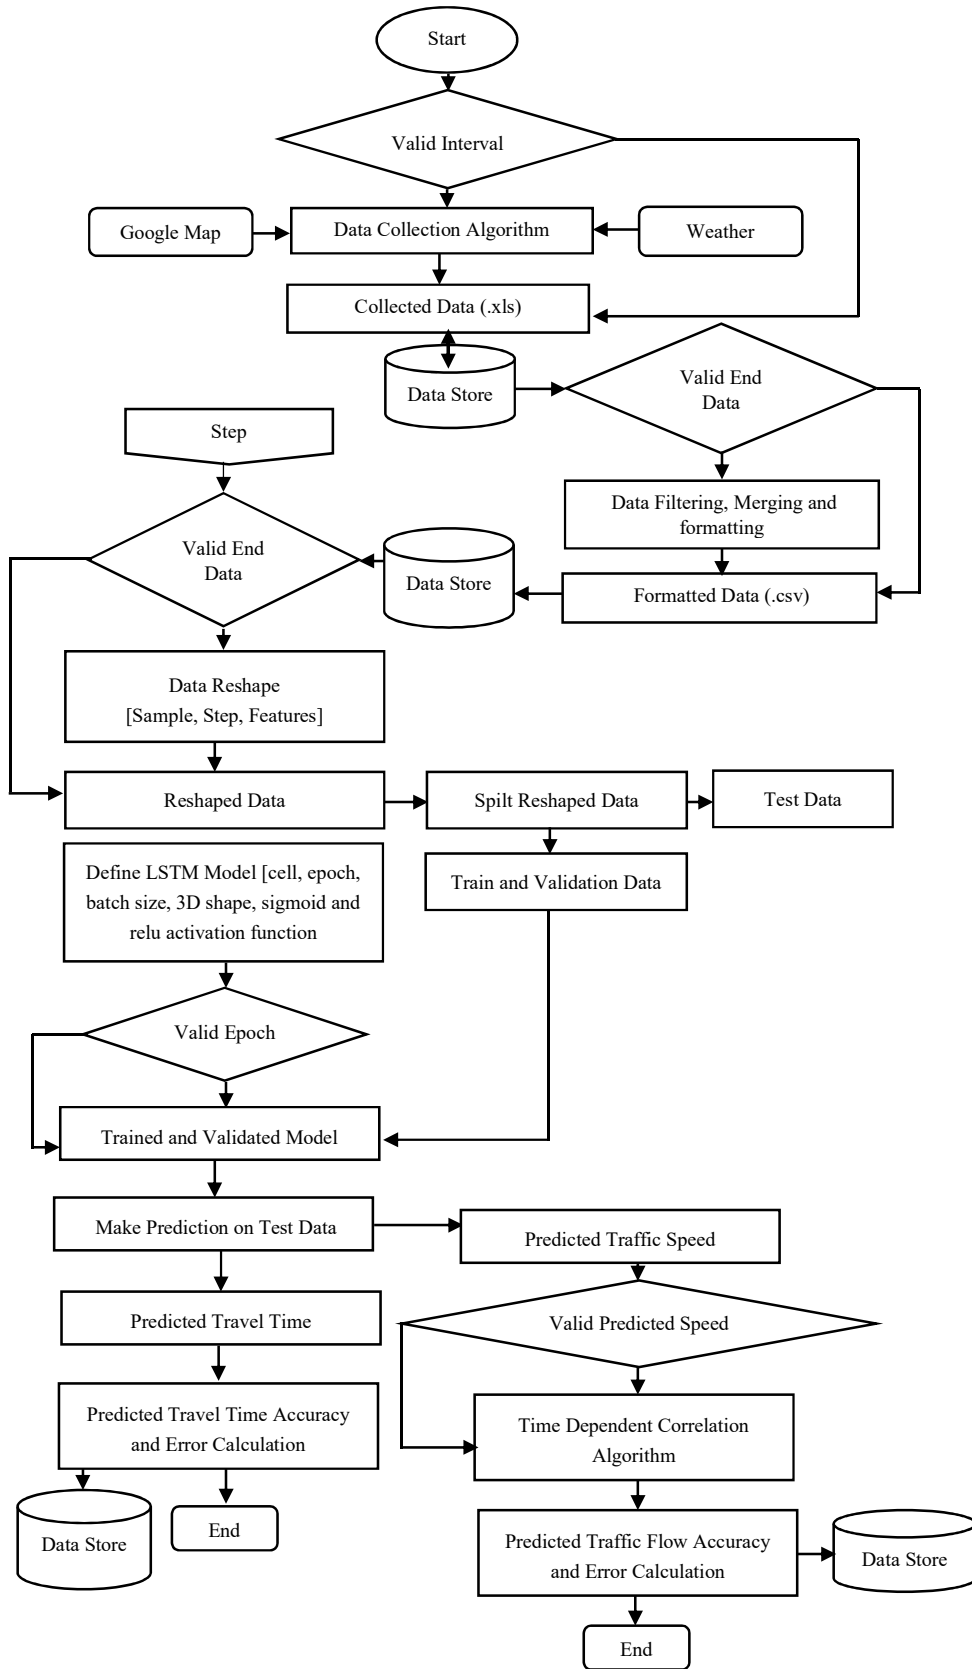 Start
Valid Interval
Google Map
Data Collection Algorithm
Weather
Collected Data (.xls)
Data Store
Valid End
Data
Step
Data Filtering, Merging and
formatting
Valid End
Data
Data Store
Formatted Data (.csv)
Data Reshape
[Sample, Step, Features]
Reshaped Data
Spilt Reshaped Data
Test Data
Define LSTM Model [cell, epoch,
batch size, 3D shape, sigmoid and
relu activation function
Train and Validation Data
Valid Epoch
Trained and Validated Model
Make Prediction on Test Data
Predicted Traffic Speed
Predicted Travel Time
Valid Predicted Speed
Predicted Travel Time Accuracy
and Error Calculation
Time Dependent Correlation
Algorithm
Data Store
End
Predicted Traffic Flow Accuracy
and Error Calculation
Data Store
End